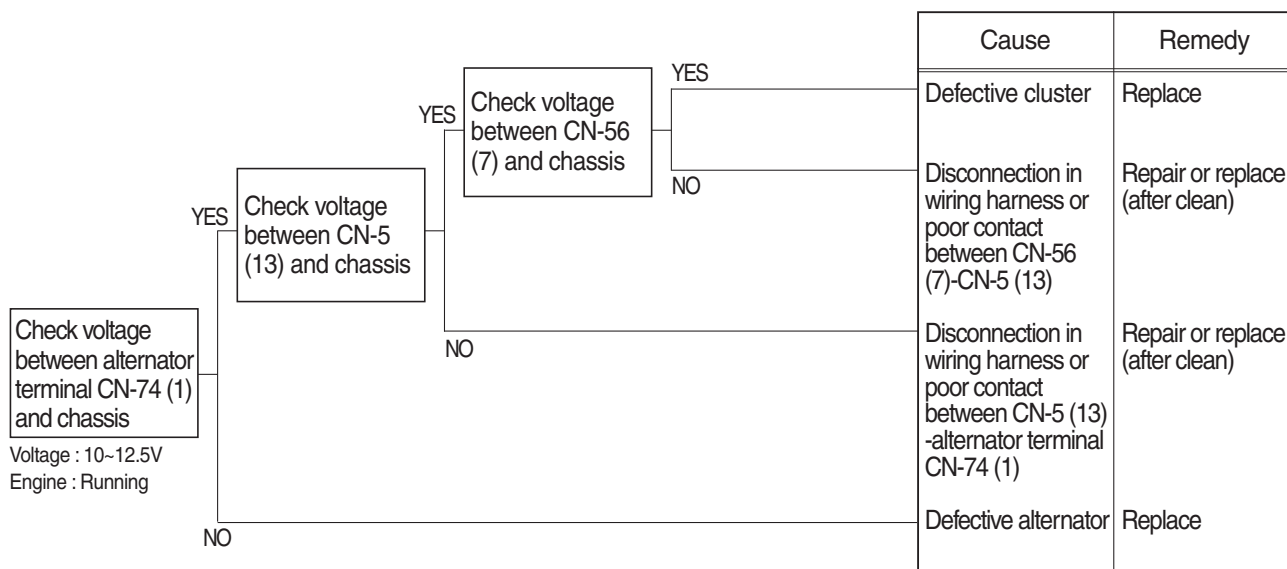 Cause
Remedy
YES
Check voltage
between CN-56
(7) and chassis
YES
Defective cluster
Replace
NO
Disconnection in
wiring harness or
poor contact
between CN-56
(7)-CN-5 (13)
Repair or replace
(after clean)
YES
Check voltage
between CN-5
(13) and chassis
NO
Disconnection in
wiring harness or
poor contact
between CN-5 (13)
-alternator terminal
CN-74 (1)
Repair or replace
(after clean)
Check voltage
between alternator
terminal CN-74 (1)
and chassis
Voltage : 10~12.5V
Engine : Running
NO
Defective alternator
Replace